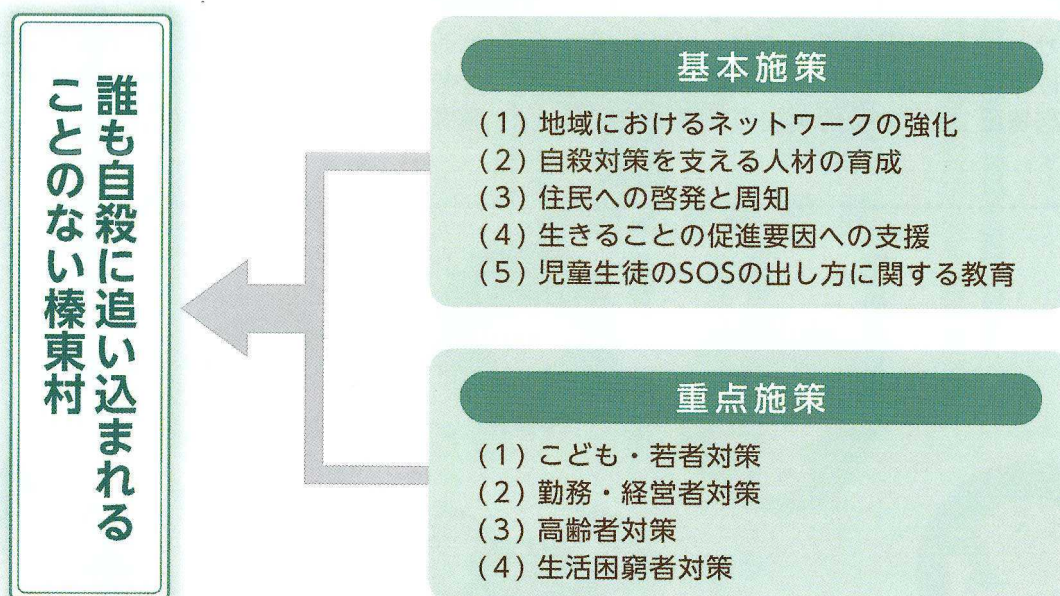 誰も自殺に追い込まれる
ことのない榛東村
基本施策
(1) 地域におけるネットワークの強化
(2) 自殺対策を支える人材の育成
(3) 住民への啓発と周知
(4) 生きることの促進要因への支援
(5) 児童生徒のSOSの出し方に関する教育
重点施策
(1) こども・若者対策
(2) 勤務・経営者対策
(3) 高齢者対策
(4) 生活困窮者対策